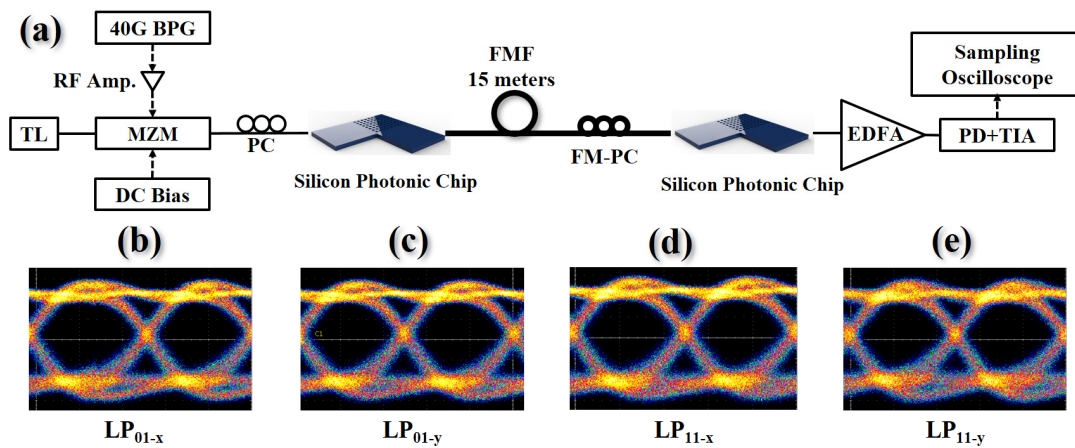 (a)
40G BPG
RF Amp.
TL
MZM
DC Bias
PC
Silicon Photonic Chip
FMF
15 meters
FM-PC
Silicon Photonic Chip
EDFA
PD+TIA
Sampling
Oscilloscope
(b)
(c)
(d)
(e)
C1
LP01-x
LP01-y
LP11-x
LP11-y